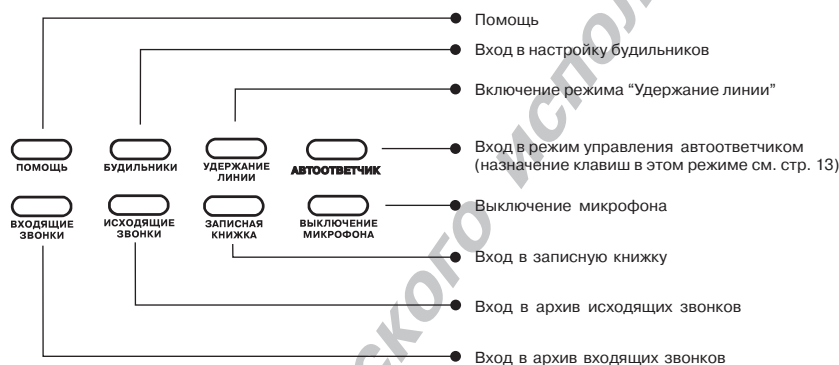 Помощь
Вход в настройку будильников
Включение режима “Удержание линии”
ПОМОЩЬ
БУДИЛЬНИКИ
УДЕРЖАНИЕ
ЛИНИИ
АВТООТВЕТЧИК
Вход в режим управления автоответчиком
(назначение клавиш в этом режиме см. стр. 13)
ВХОДЯЩИЕ
ЗВОНКИ
ИСХОДЯЩИЕ
ЗВОНКИ
ЗАПИСНАЯ
КНИЖКА
ВЫКЛЮЧЕНИЕ
МИКРОФОНА
Выключение микрофона
Вход в записную книжку
Вход в архив исходящих звонков
Вход в архив входящих звонков